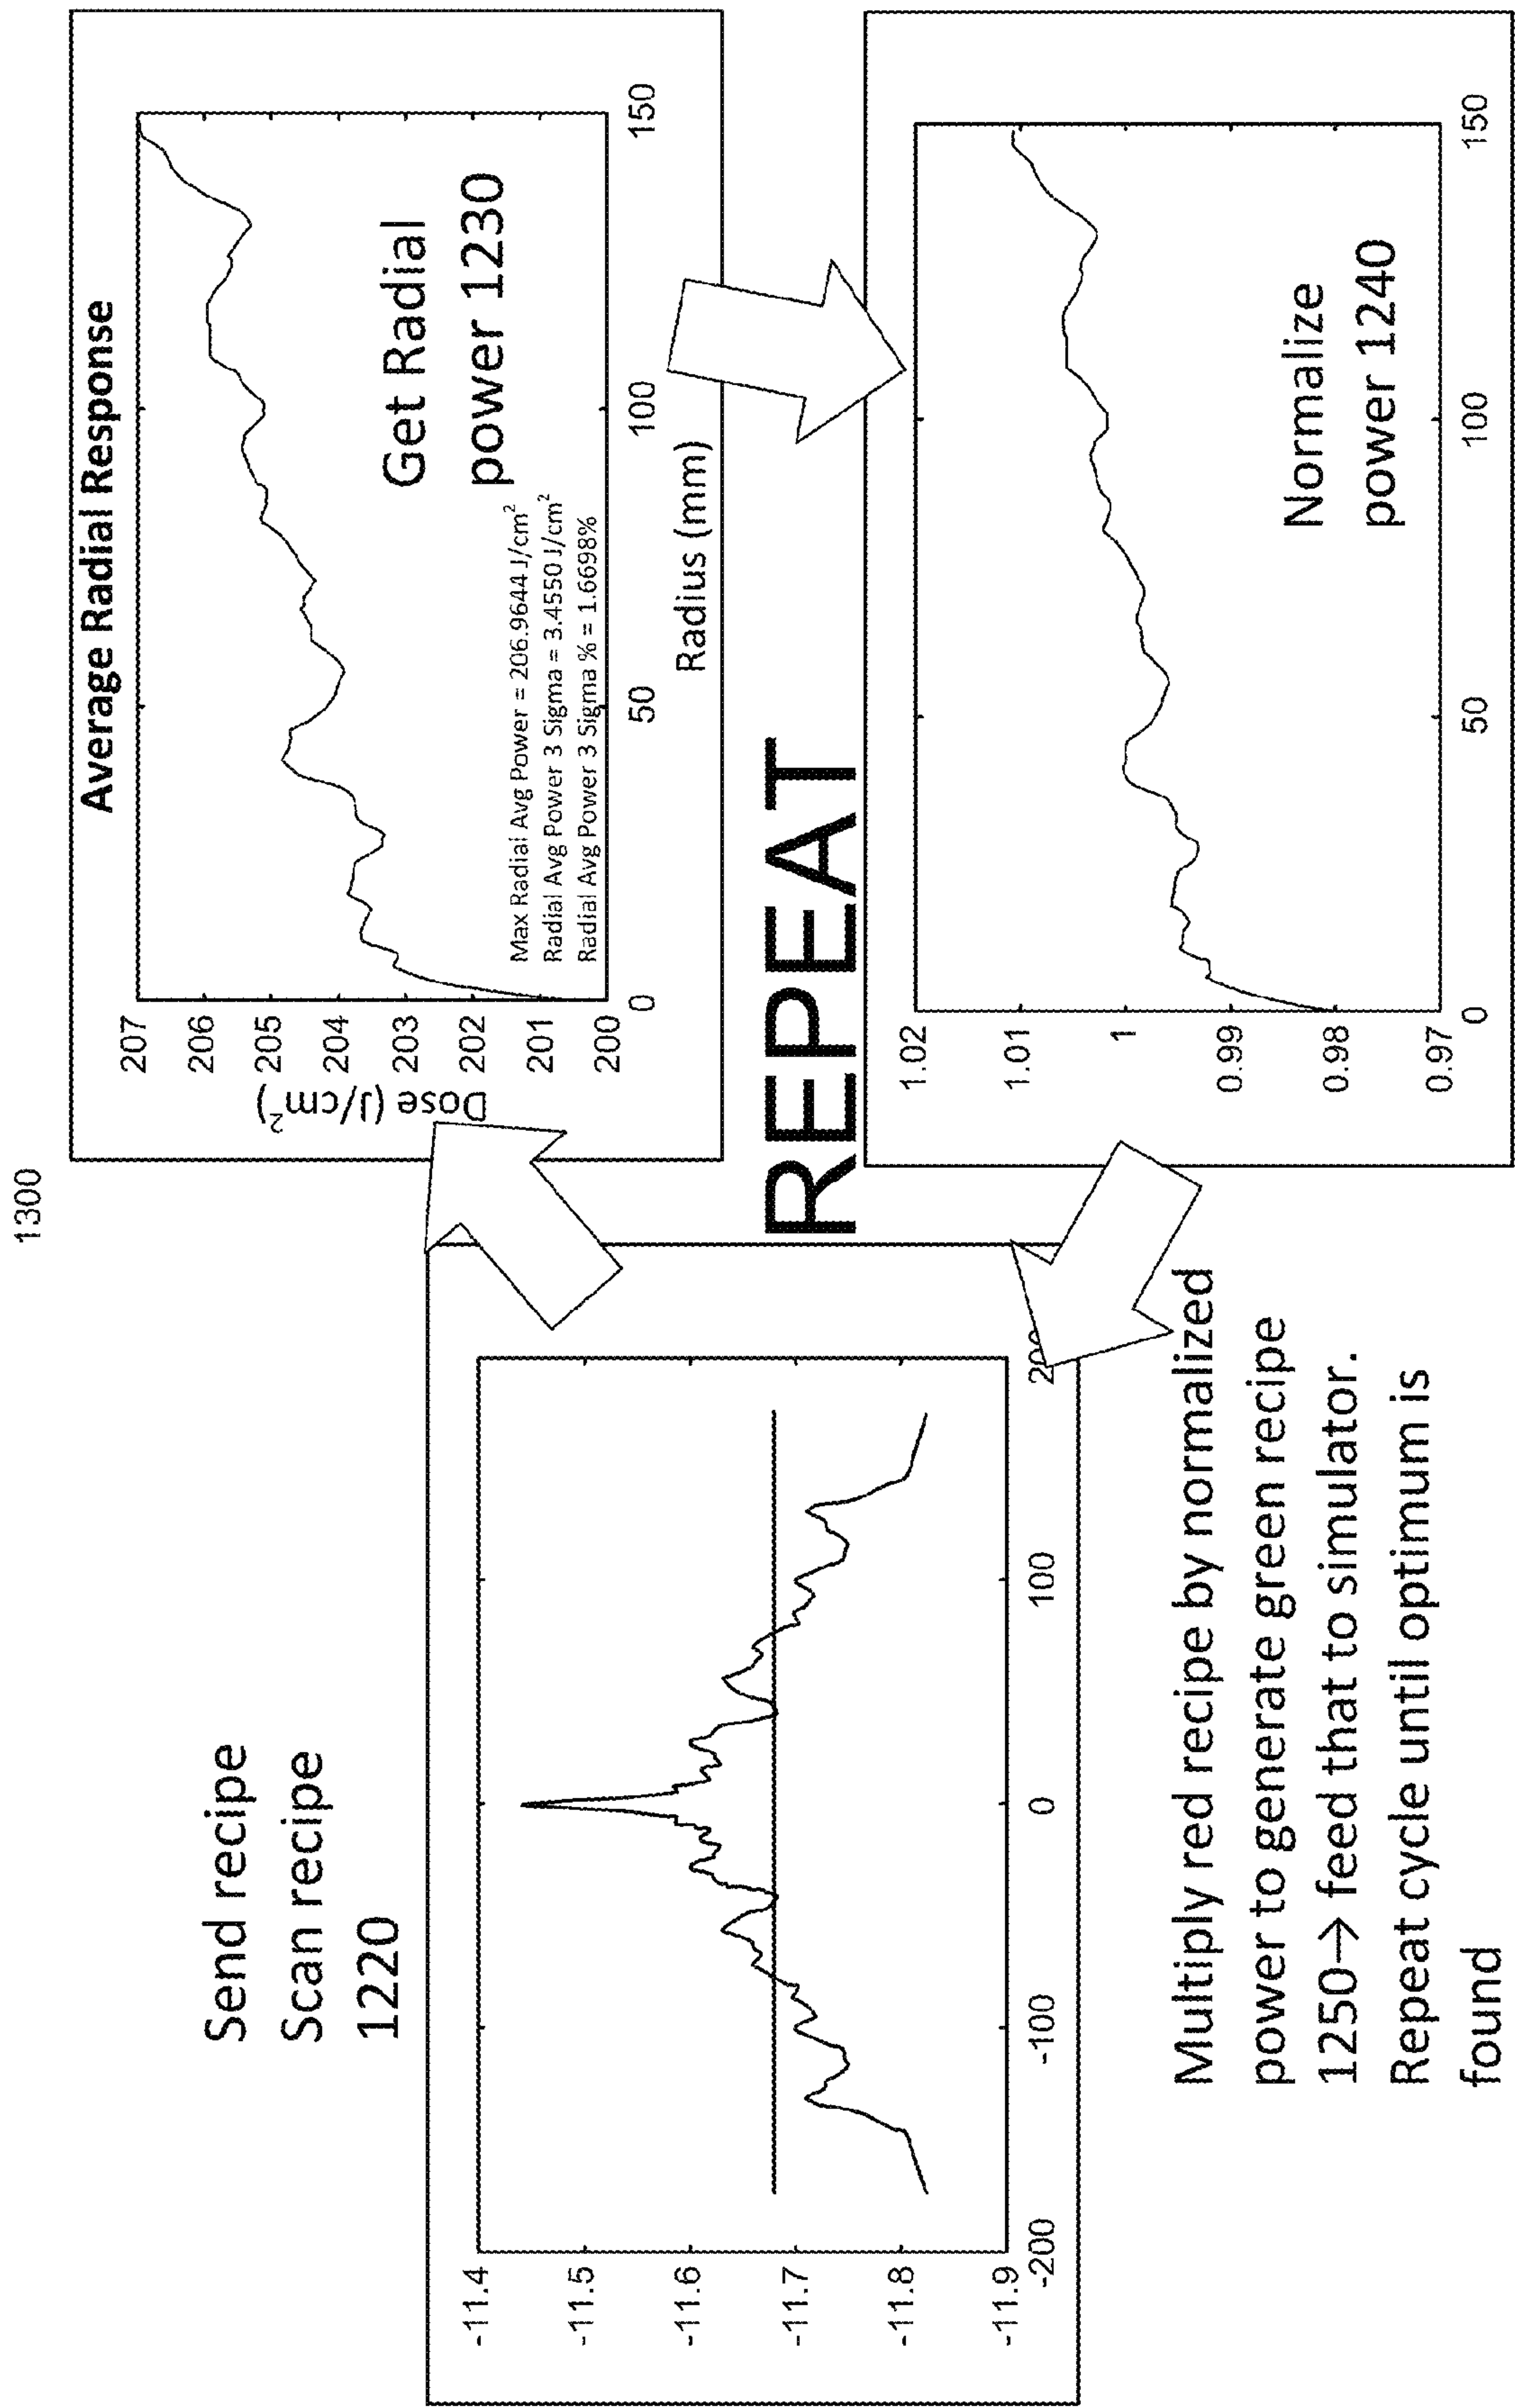 1300
Send recipe
Scan recipe
1220
-11.4
-11.5
-11.6
-11.7
-11.8
-11.9
-200
-100
0
100
Average Radial Response
207
206
205
204
203
202
201
200
Dose (J/cm²)
Get Radial
power 1230
Max Radial Avg Power = 206.9644 J/cm²
Radial Avg Power 3 Sigma = 3.4550 J/cm²
Radial Avg Power 3 Sigma % = 1.6698%
0
50
100
150
Radius (mm)
REPEAT
1.02
1.01
1
0.99
0.98
0.97
Normalize
power 1240
0
50
100
150
Multiply red recipe by normalized
power to generate green recipe
1250→ feed that to simulator.
Repeat cycle until optimum is
found